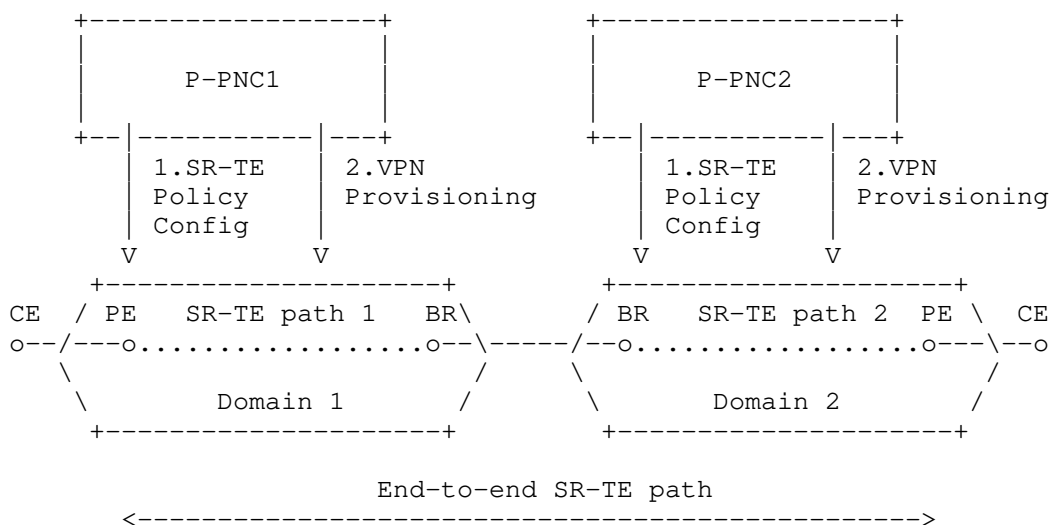 P-PNC1 P-PNC2
1.SR-TE 2.VPN 1.SR-TE 2.VPN
Policy Provisioning Policy Provisioning
Config Config
V V V V
CE PE SR-TE path 1 BR BR SR-TE path 2 PE CE
Domain 1 Domain 2
End-to-end SR-TE path